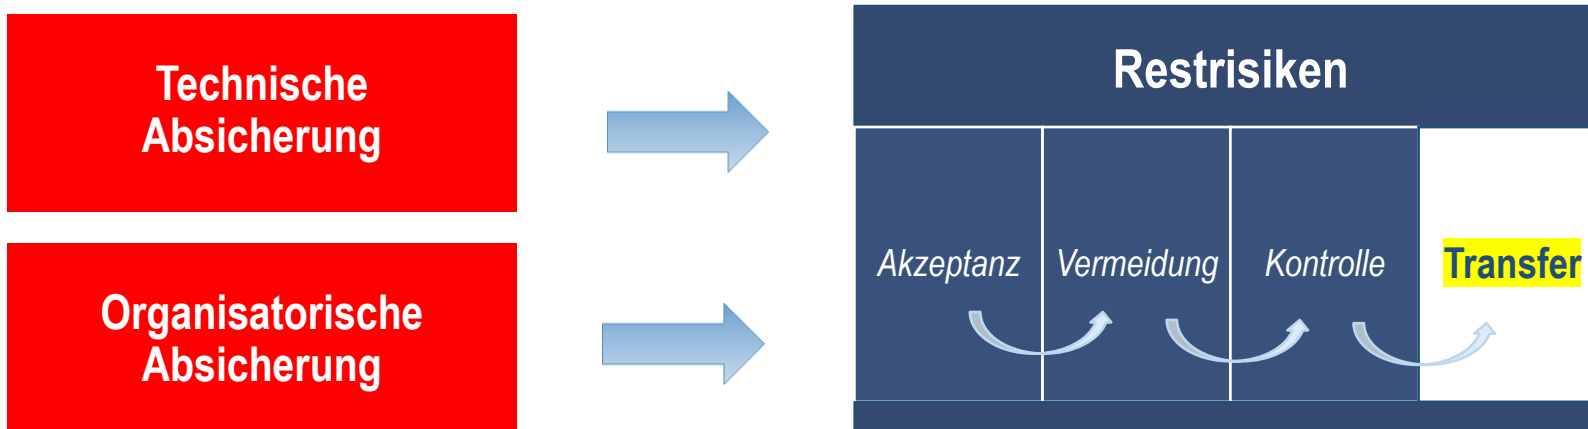 Technische
Absicherung
Organisatorische
Absicherung
Restrisiken
Akzeptanz
Vermeidung
Kontrolle
Transfer